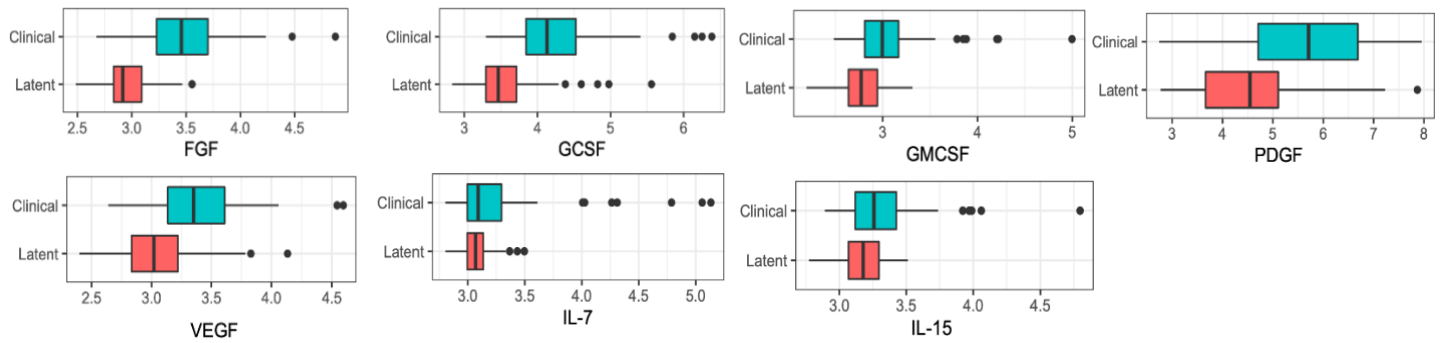 Clinical
Latent
2.5 3.0 3.5 4.0 4.5
FGF
Clinical
Latent
3 4 5 6
GCSF
Clinical
Latent
3 4 5
GMCSF
Clinical
Latent
3 4 5 6 7 8
PDGF
Clinical
Latent
2.5 3.0 3.5 4.0 4.5
VEGF
Clinical
Latent
3.0 3.5 4.0 4.5 5.0
IL-7
Clinical
Latent
3.0 3.5 4.0 4.5
IL-15